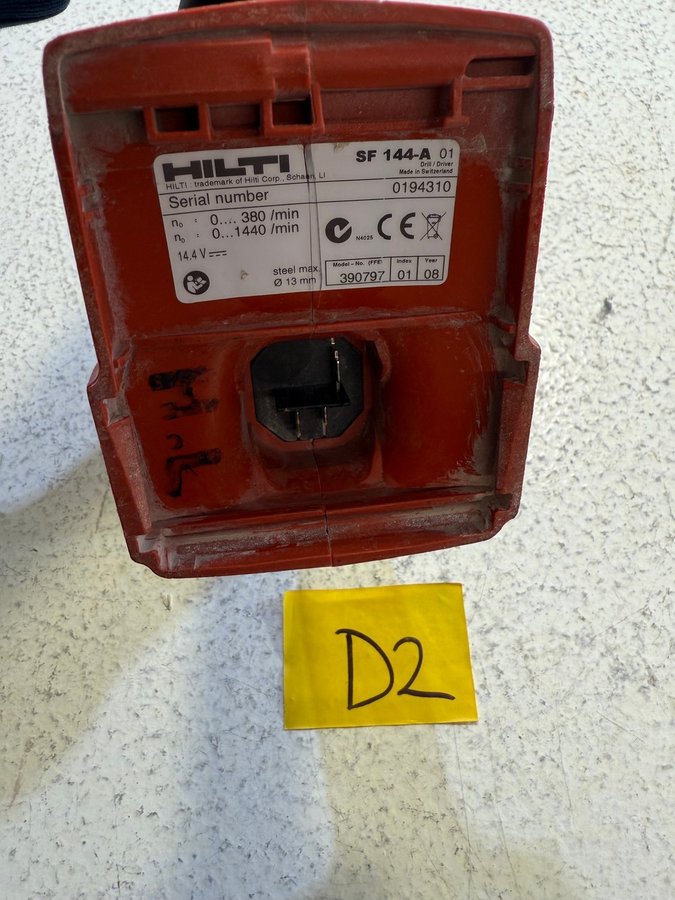 HILTI
HILTI : trademark of Hilti Corp., Schaan, LI
SF 144-A 01
Drill / Driver
Made in Switzerland
Serial number 0194310
n₀ : 0.... 380 /min
n₀ : 0...1440 /min
14,4 V
N4025
CE
steel max.
Ø 13 mm
Model-No. (FFE) Index Year
390797 01 08
D2